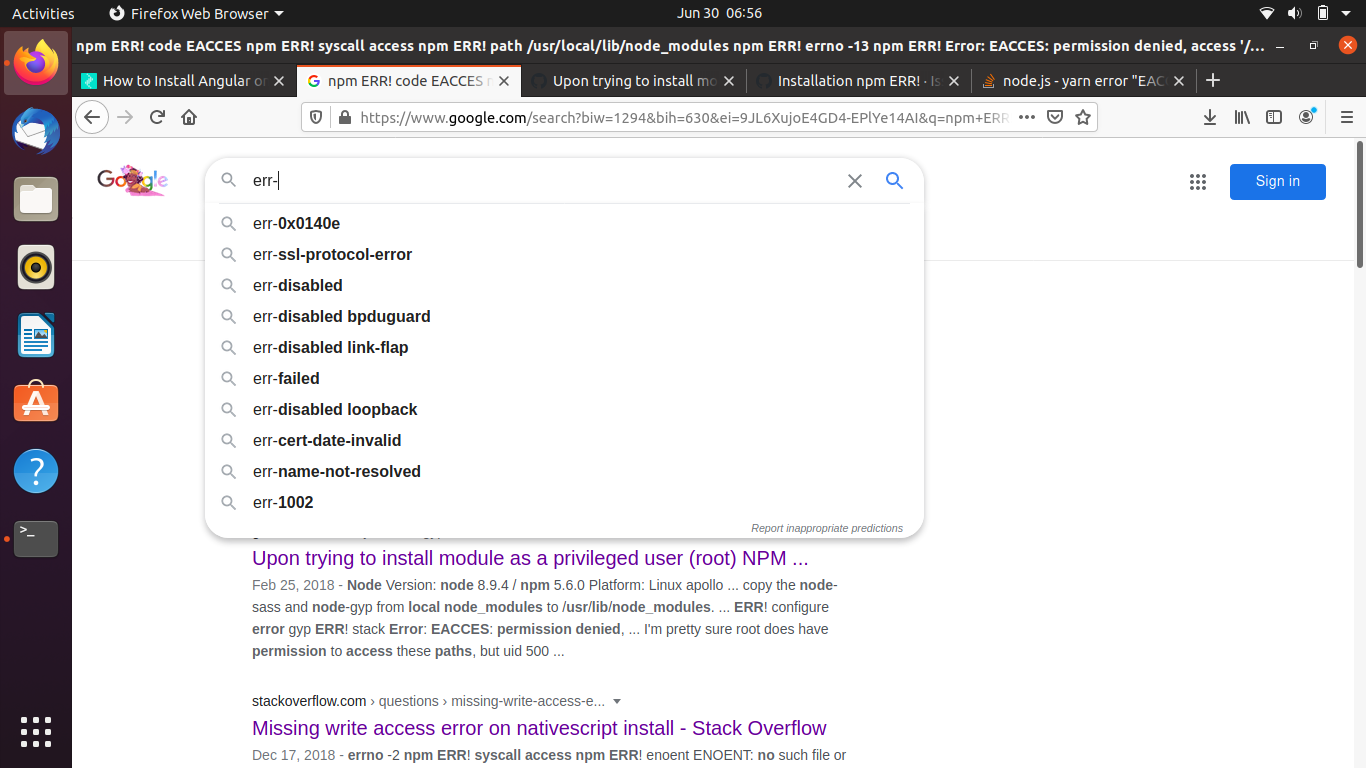 Activities
Firefox Web Browser
Jun 30 06:56
npm ERR! code EACCES npm ERR! syscall access npm ERR! path /usr/local/lib/node_modules npm ERR! errno -13 npm ERR! Error: EACCES: permission denied, access '/...
How to Install Angular or
npm ERR! code EACCES
Upon trying to install mo
Installation npm ERR! · Is
node.js - yarn error "EAC
https://www.google.com/search?biw=1294&bih=630&ei=9JL6XujoE4GD4-EPlYe14AI&q=npm+ERR
Google
err-
Sign in
err-0x0140e
err-ssl-protocol-error
err-disabled
err-disabled bpduguard
err-disabled link-flap
err-failed
err-disabled loopback
err-cert-date-invalid
err-name-not-resolved
err-1002
Report inappropriate predictions
Upon trying to install module as a privileged user (root) NPM ...
Feb 25, 2018 - Node Version: node 8.9.4 / npm 5.6.0 Platform: Linux apollo ... copy the node-
sass and node-gyp from local node_modules to /usr/lib/node_modules. ... ERR! configure
error gyp ERR! stack Error: EACCES: permission denied, ... I'm pretty sure root does have
permission to access these paths, but uid 500 ...
stackoverflow.com › questions › missing-write-access-e...
Missing write access error on nativescript install - Stack Overflow
Dec 17, 2018 - errno -2 npm ERR! syscall access npm ERR! enoent ENOENT: no such file or